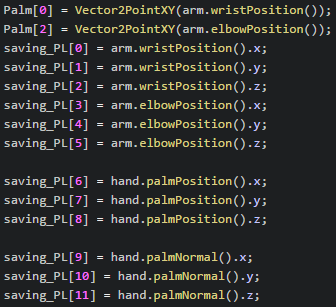 Palm[0] = Vector2PointXY(arm.wristPosition());
Palm[2] = Vector2PointXY(arm.elbowPosition());
saving_PL[0] = arm.wristPosition().x;
saving_PL[1] = arm.wristPosition().y;
saving_PL[2] = arm.wristPosition().z;
saving_PL[3] = arm.elbowPosition().x;
saving_PL[4] = arm.elbowPosition().y;
saving_PL[5] = arm.elbowPosition().z;

saving_PL[6] = hand.palmPosition().x;
saving_PL[7] = hand.palmPosition().y;
saving_PL[8] = hand.palmPosition().z;

saving_PL[9] = hand.palmNormal().x;
saving_PL[10] = hand.palmNormal().y;
saving_PL[11] = hand.palmNormal().z;